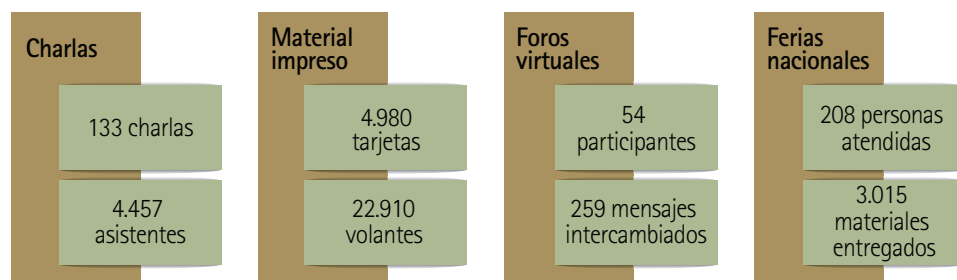 Charlas
133 charlas
4.457
asistentes
Material
impreso
4.980
tarjetas
22.910
volantes
Foros
virtuales
54
participantes
259 mensajes
intercambiados
Ferias
nacionales
208 personas
atendidas
3.015
materiales
entregados